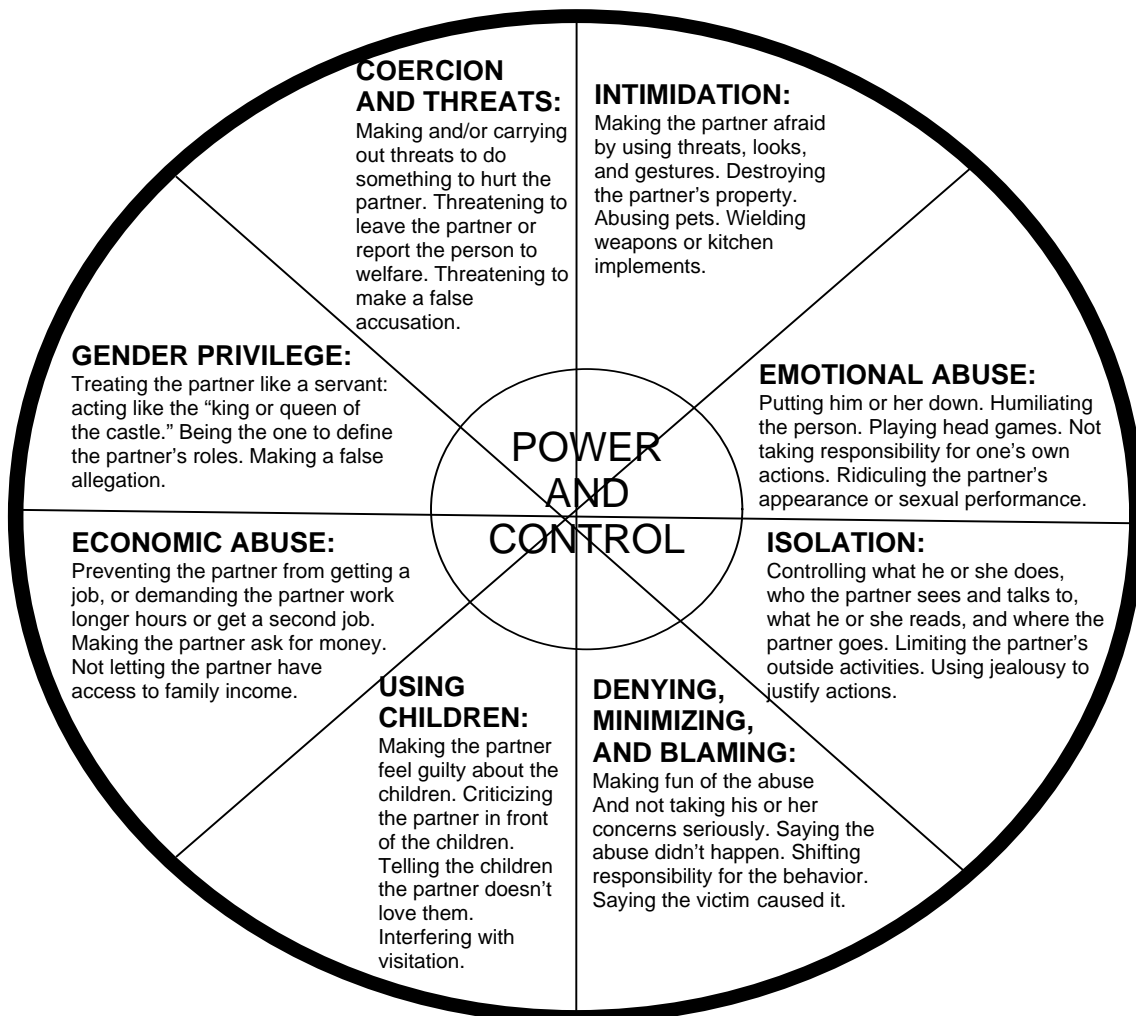 COERCION
AND THREATS:
Making and/or carrying
out threats to do
something to hurt the
partner. Threatening to
leave the partner or
report the person to
welfare. Threatening to
make a false
accusation.
INTIMIDATION:
Making the partner afraid
by using threats, looks,
and gestures. Destroying
the partner’s property.
Abusing pets. Wielding
weapons or kitchen
implements.
GENDER PRIVILEGE:
Treating the partner like a servant:
acting like the “king or queen of
the castle.” Being the one to define
the partner’s roles. Making a false
allegation.
EMOTIONAL ABUSE:
Putting him or her down. Humiliating
the person. Playing head games. Not
taking responsibility for one’s own
actions. Ridiculing the partner’s
appearance or sexual performance.
POWER
AND
CONTROL
ECONOMIC ABUSE:
Preventing the partner from getting a
job, or demanding the partner work
longer hours or get a second job.
Making the partner ask for money.
Not letting the partner have
access to family income.
ISOLATION:
Controlling what he or she does,
who the partner sees and talks to,
what he or she reads, and where the
partner goes. Limiting the partner’s
outside activities. Using jealousy to
justify actions.
USING
CHILDREN:
Making the partner
feel guilty about the
children. Criticizing
the partner in front
of the children.
Telling the children
the partner doesn’t
love them.
Interfering with
visitation.
DENYING,
MINIMIZING,
AND BLAMING:
Making fun of the abuse
And not taking his or her
concerns seriously. Saying the
abuse didn’t happen. Shifting
responsibility for the behavior.
Saying the victim caused it.